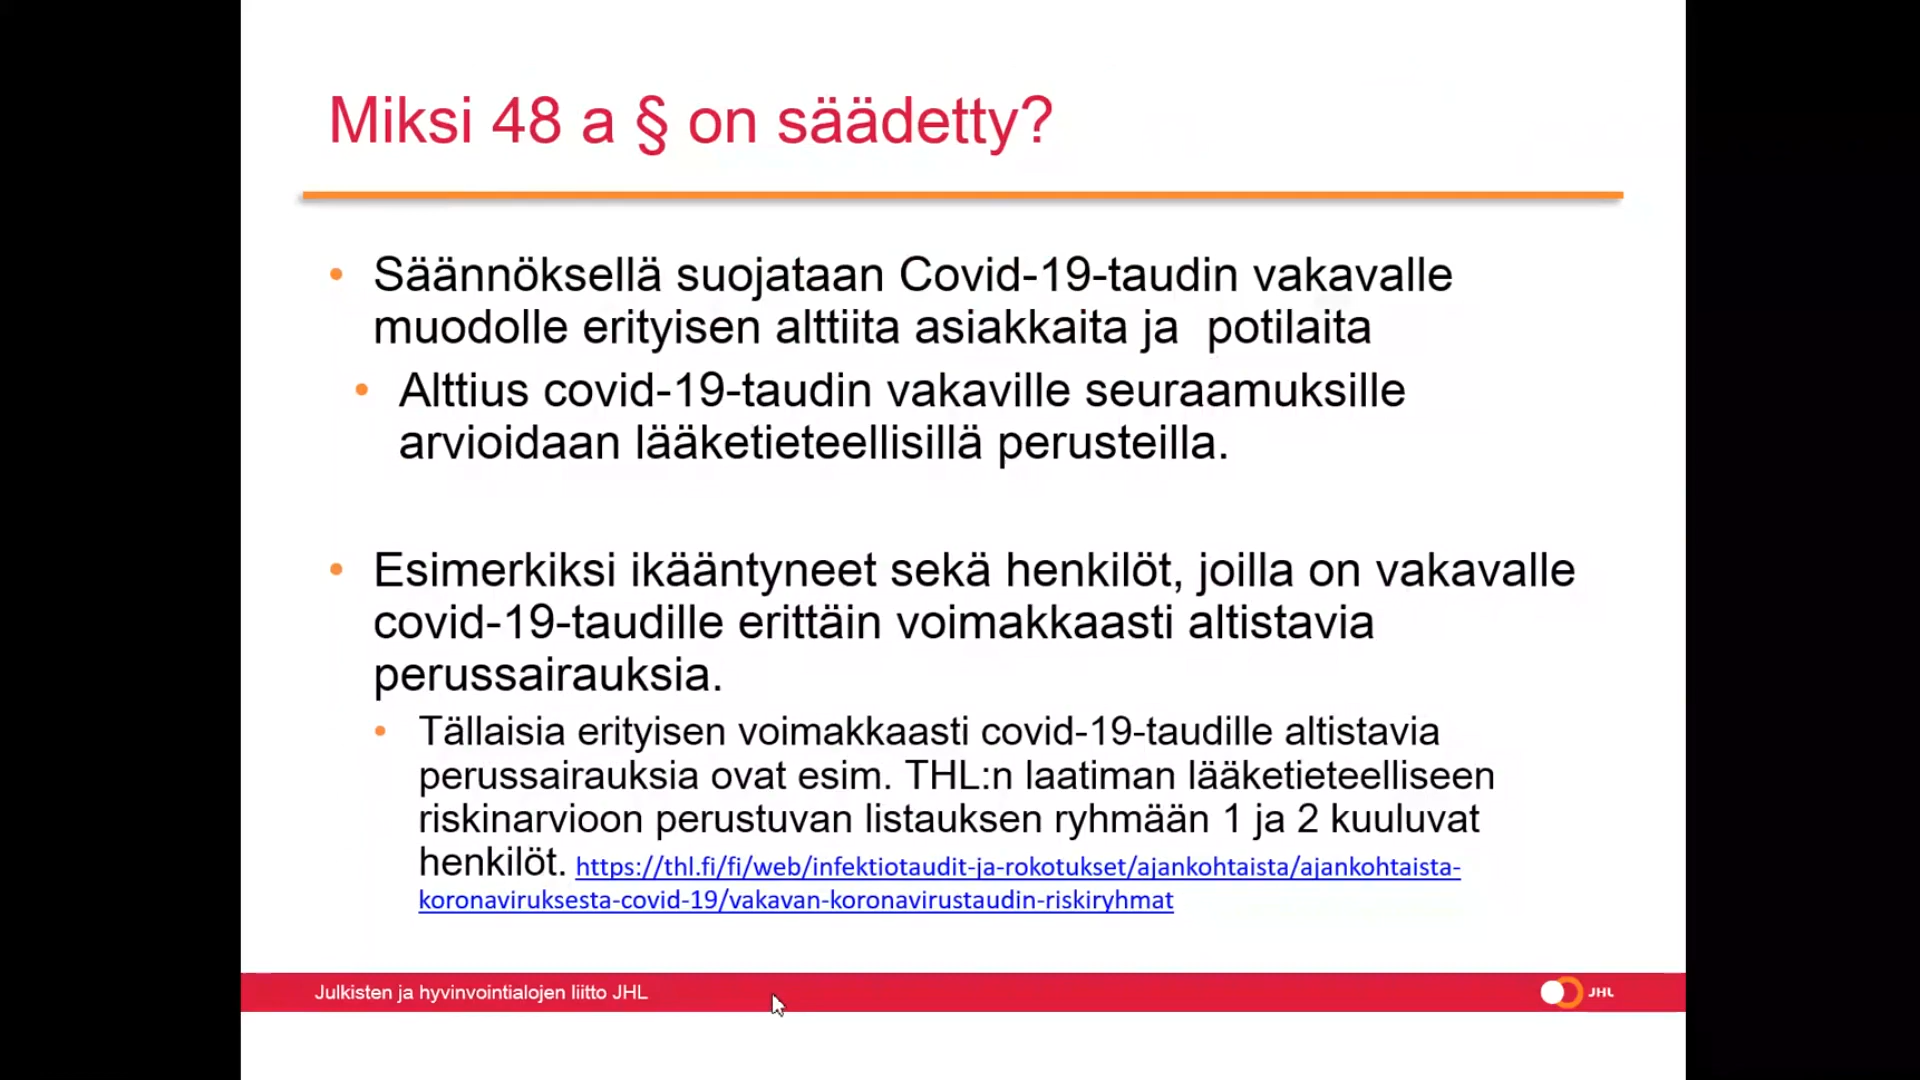 Miksi 48 a § on säädetty?
• Säännöksellä suojataan Covid-19-taudin vakavalle
muodolle erityisen alttiita asiakkaita ja  potilaita
• Alttius covid-19-taudin vakaville seuraamuksille
arvioidaan lääketieteellisillä perusteilla.
• Esimerkiksi ikääntyneet sekä henkilöt, joilla on vakavalle
covid-19-taudille erittäin voimakkaasti altistavia
perussairauksia.
• Tällaisia erityisen voimakkaasti covid-19-taudille altistavia
perussairauksia ovat esim. THL:n laatiman lääketieteelliseen
riskinarvioon perustuvan listauksen ryhmään 1 ja 2 kuuluvat
henkilöt. https://thl.fi/fi/web/infektiotaudit-ja-rokotukset/ajankohtaista/ajankohtaista-
koronaviruksesta-covid-19/vakavan-koronavirustaudin-riskiryhmat
Julkisten ja hyvinvointialojen liitto JHL
JHL